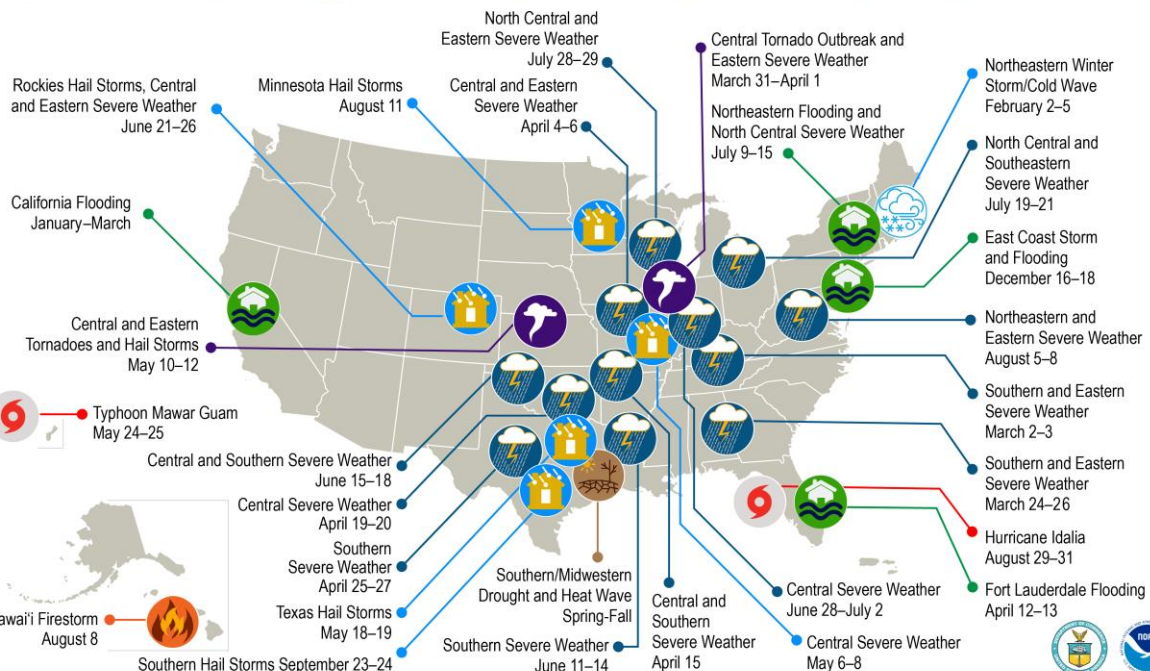 North Central and
Eastern Severe Weather
July 28–29
Central Tornado Outbreak and
Eastern Severe Weather
March 31–April 1
Northeastern Winter
Storm/Cold Wave
February 2–5
Rockies Hail Storms, Central
and Eastern Severe Weather
June 21–26
Minnesota Hail Storms
August 11
Central and Eastern
Severe Weather
April 4–6
Northeastern Flooding and
North Central Severe Weather
July 9–15
North Central and
Southeastern
Severe Weather
July 19–21
California Flooding
January–March
East Coast Storm
and Flooding
December 16–18
Central and Eastern
Tornadoes and Hail Storms
May 10–12
Northeastern and
Eastern Severe Weather
August 5–8
Typhoon Mawar Guam
May 24–25
Southern and Eastern
Severe Weather
March 2–3
Central and Southern Severe Weather
June 15–18
Southern and Eastern
Severe Weather
March 24–26
Central Severe Weather
April 19–20
Hurricane Idalia
August 29–31
Southern
Severe Weather
April 25–27
Southern/Midwestern
Drought and Heat Wave
Spring-Fall
Central Severe Weather
June 28–July 2
Fort Lauderdale Flooding
April 12–13
awai‘i Firestorm
August 8
Texas Hail Storms
May 18–19
Central and
Southern
Severe Weather
April 15
Southern Severe Weather
June 11–14
Central Severe Weather
May 6–8
Southern Hail Storms September 23–24